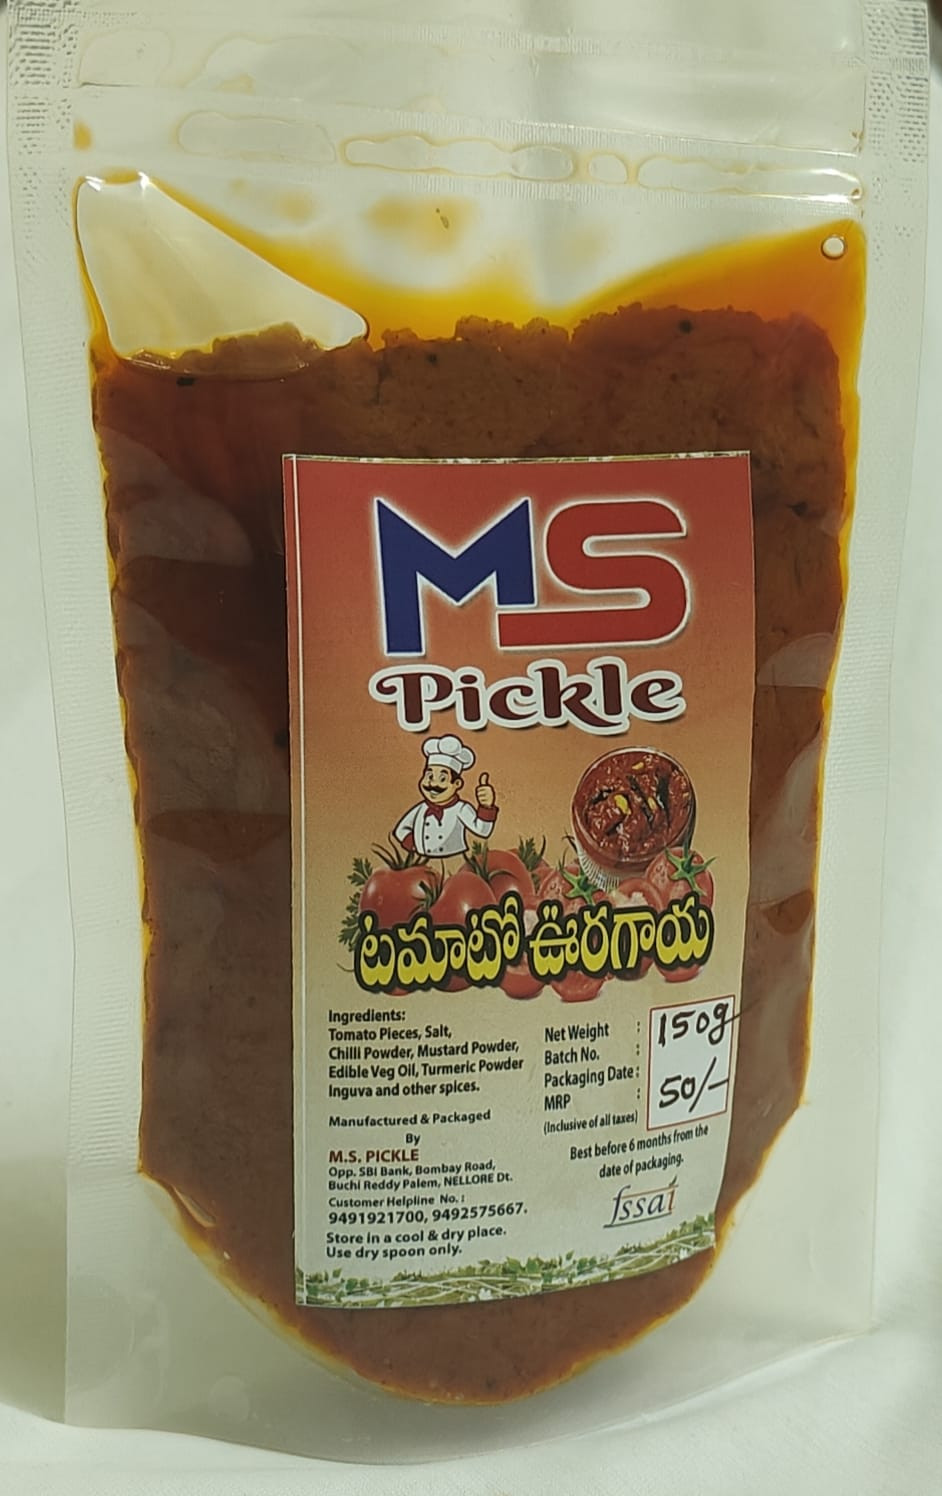 MS
Pickle
టమాటో ఊరగాయ
Ingredients:
Tomato Pieces, Salt,
Chilli Powder, Mustard Powder,
Edible Veg Oil, Turmeric Powder
Inguva and other spices.
Manufactured & Packaged
By
M.S. PICKLE
Opp. SBI Bank, Bombay Road,
Buchi Reddy Palem, NELLORE Dt.
Customer Helpline No. :
9491921700, 9492575667.
Store in a cool & dry place.
Use dry spoon only.
Net Weight : 150g
Batch No. :
Packaging Date :
MRP : 50/-
(Inclusive of all taxes)
Best before 6 months from the
date of packaging.
fssai